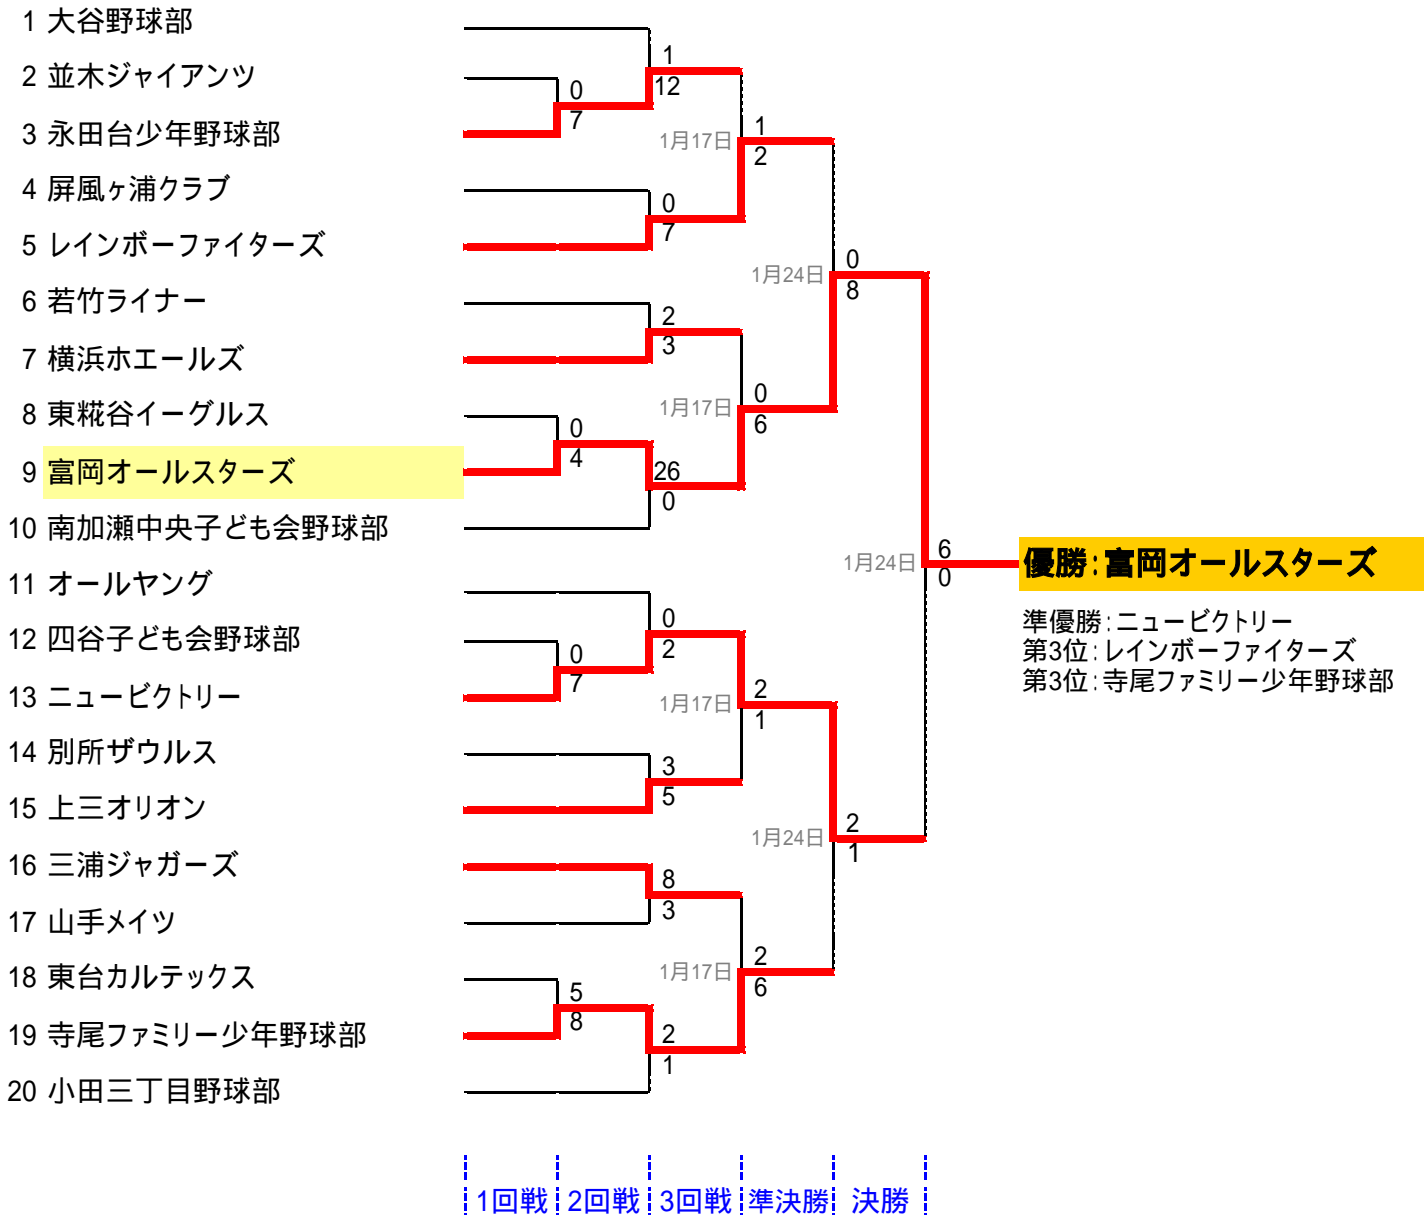 1 大谷野球部
2 並木ジャイアンツ
3 永田台少年野球部
4 屏風ヶ浦クラブ
5 レインボーファイターズ
6 若竹ライナー
7 横浜ホエールズ
8 東糀谷イーグルス
9 富岡オールスターズ
10 南加瀬中央子ども会野球部
11 オールヤング
12 四谷子ども会野球部
13 ニュービクトリー
14 別所ザウルス
15 上三オリオン
16 三浦ジャガーズ
17 山手メイツ
18 東台カルテックス
19 寺尾ファミリー少年野球部
20 小田三丁目野球部
0
7
0
4
0
7
5
8
1
12
0
7
2
3
26
0
0
2
3
5
8
3
2
1
1月17日
1
2
1月17日
0
6
1月17日
2
1
1月17日
2
6
1月24日
0
8
1月24日
2
1
1月24日
6
0
優勝:富岡オールスターズ
準優勝:ニュービクトリー
第3位:レインボーファイターズ
第3位:寺尾ファミリー少年野球部
1回戦 2回戦 3回戦 準決勝 決勝